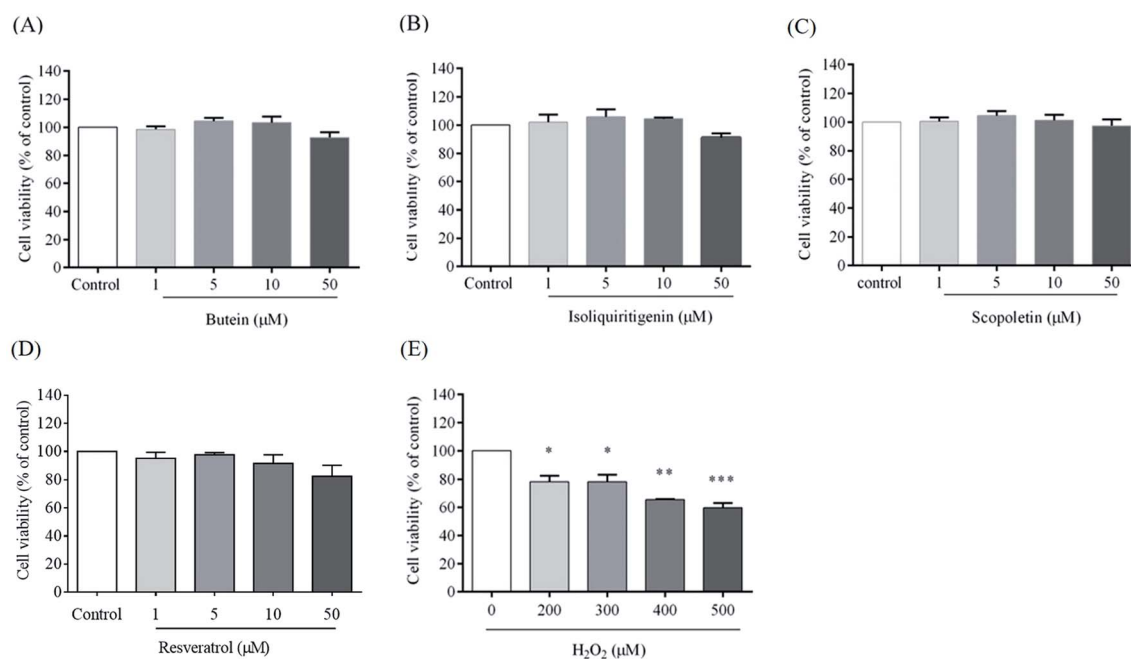 (A)
Cell viability (% of control)
140
120
100
80
60
40
20
0
Control 1 5 10 50
Butein (μM)
(B)
Cell viability (% of control)
140
120
100
80
60
40
20
0
Control 1 5 10 50
Isoliquiritigenin (μM)
(C)
Cell viability (% of control)
140
120
100
80
60
40
20
0
control 1 5 10 50
Scopoletin (μM)
(D)
Cell viability (% of control)
140
120
100
80
60
40
20
0
Control 1 5 10 50
Resveratrol (μM)
(E)
Cell viability (% of control)
140
120
100
80
60
40
20
0
* * ** ***
0 200 300 400 500
H₂O₂ (μM)